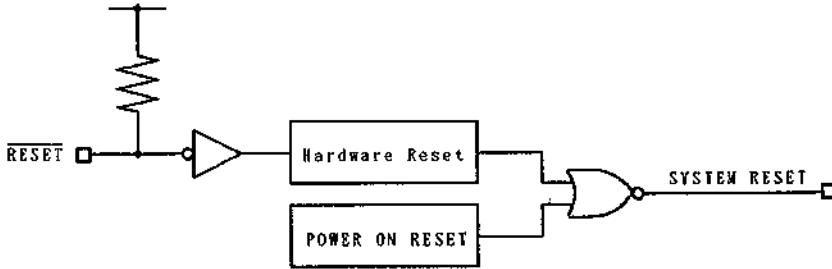 RESET
Hardware Reset
SYSTEM RESET
POWER ON RESET